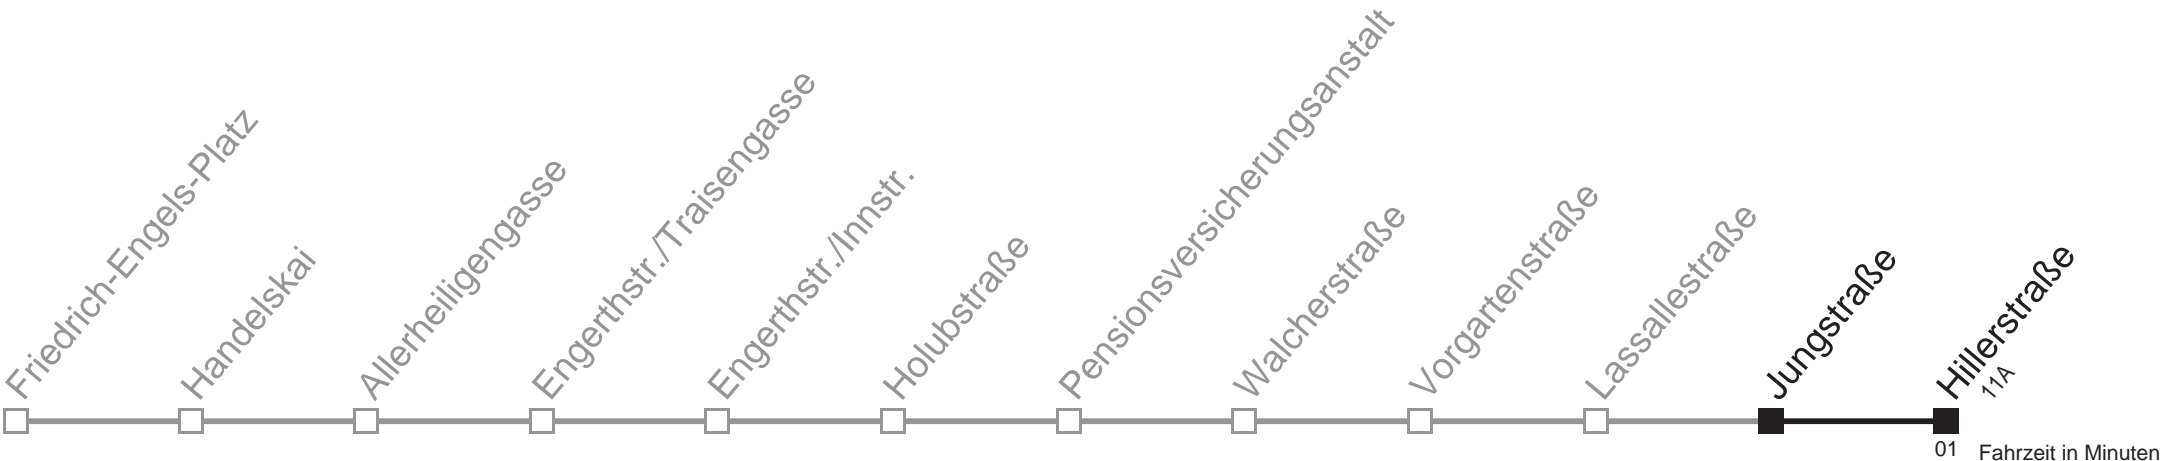 Friedrich-Engels-Platz
Handelskai
Allerheiligengasse
Engerthstr./Traisengasse
Engerthstr./Innstr.
Holubstraße
Pensionsversicherungsanstalt
Walcherstraße
Vorgartenstraße
Lassallestraße
Jungstraße
Hillerstraße
11A
01 Fahrzeit in Minuten